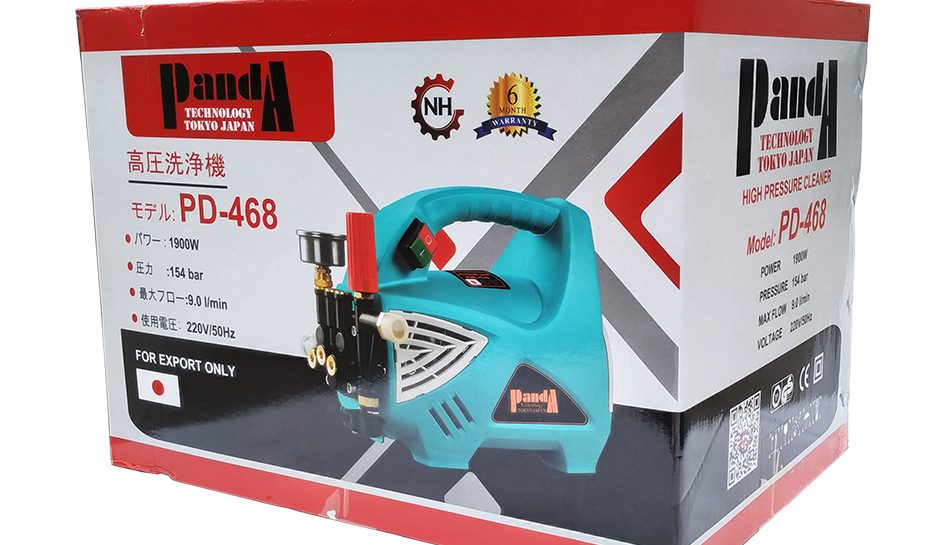 Panda
TECHNOLOGY
TOKYO JAPAN
高圧洗浄機
モデル: PD-468
パワー : 1900W
圧力 :154 bar
最大フロー:9.0 l/min
使用電圧: 220V/50Hz
FOR EXPORT ONLY
NH
6
MONTH
WARRANTY
Panda
Technology
TOKYO JAPAN
Panda
TECHNOLOGY
TOKYO JAPAN
HIGH PRESSURE CLEANER
Model: PD-468
POWER 1900W
PRESSURE 154 bar
MAX FLOW 9.0 l/min
VOLTAGE 220V/50Hz
CE